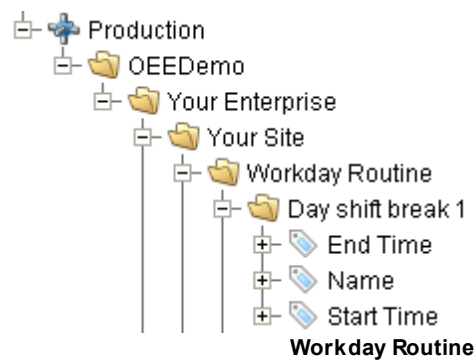 Production
OEEDemo
Your Enterprise
Your Site
Workday Routine
Day shift break 1
End Time
Name
Start Time
Workday Routine